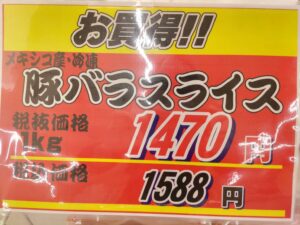 お買得!!
メキシコ産・冷凍
豚バラスライス
税抜価格
1kg
1470円
税込価格
1588円